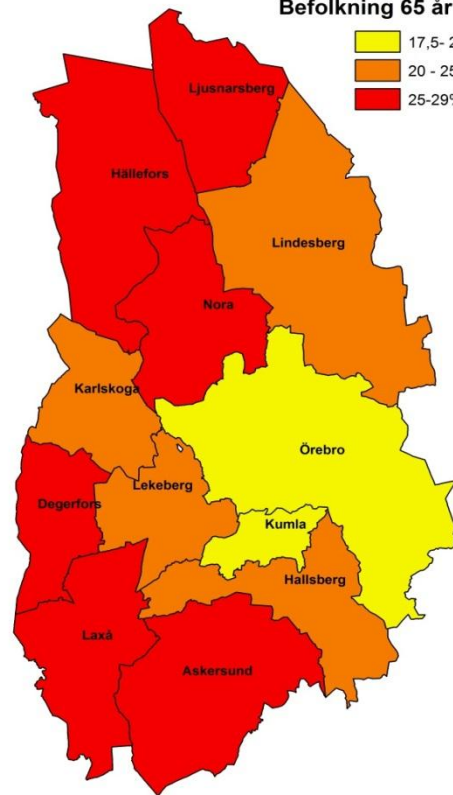 Befolkning 65 år
17,5- 2
20 - 25
25-29%
Ljusnarsberg
Hällefors
Lindesberg
Nora
Karlskoga
Örebro
Lekeberg
Degerfors
Kumla
Hallsberg
Laxå
Askersund